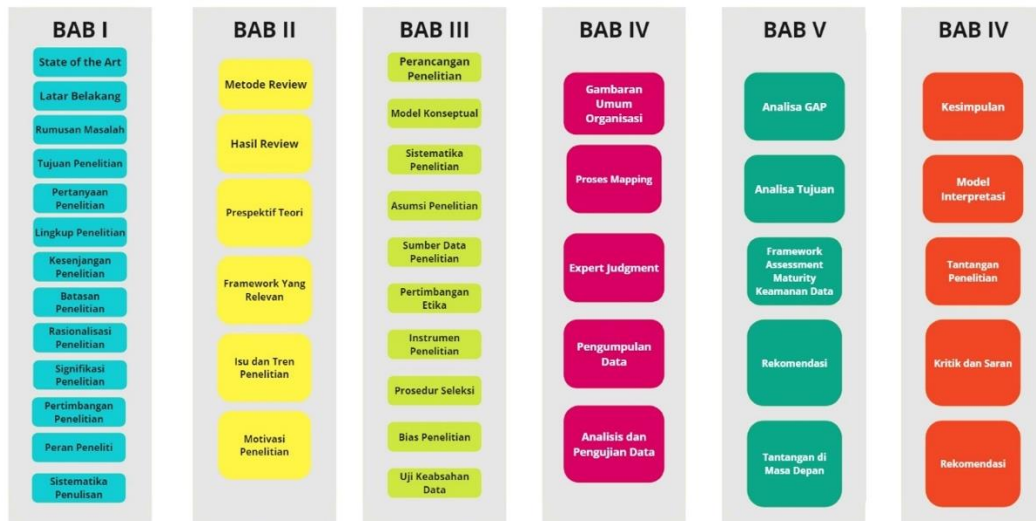 BAB I
State of the Art
Latar Belakang
Rumusan Masalah
Tujuan Penelitian
Pertanyaan
Penelitian
Lingkup Penelitian
Kesenjangan
Penelitian
Batasan
Penelitian
Rasionalisasi
Penelitian
Signifikasi
Penelitian
Pertimbangan
Penelitian
Peran Peneliti
Sistematika
Penulisan
BAB II
Metode Review
Hasil Review
Prespektif Teori
Framework Yang
Relevan
Isu dan Tren
Penelitian
Motivasi
Penelitian
BAB III
Perancangan
Penelitian
Model Konseptual
Sistematika
Penelitian
Asumsi Penelitian
Sumber Data
Penelitian
Pertimbangan
Etika
Instrumen
Penelitian
Prosedur Seleksi
Bias Penelitian
Uji Keabsahan
Data
BAB IV
Gambaran
Umum
Organisasi
Proses Mapping
Expert Judgment
Pengumpulan
Data
Analisis dan
Pengujian Data
BAB V
Analisa GAP
Analisa Tujuan
Framework
Assessment
Maturity
Keamanan Data
Rekomendasi
Tantangan di
Masa Depan
BAB IV
Kesimpulan
Model
Interpretasi
Tantangan
Penelitian
Kritik dan Saran
Rekomendasi